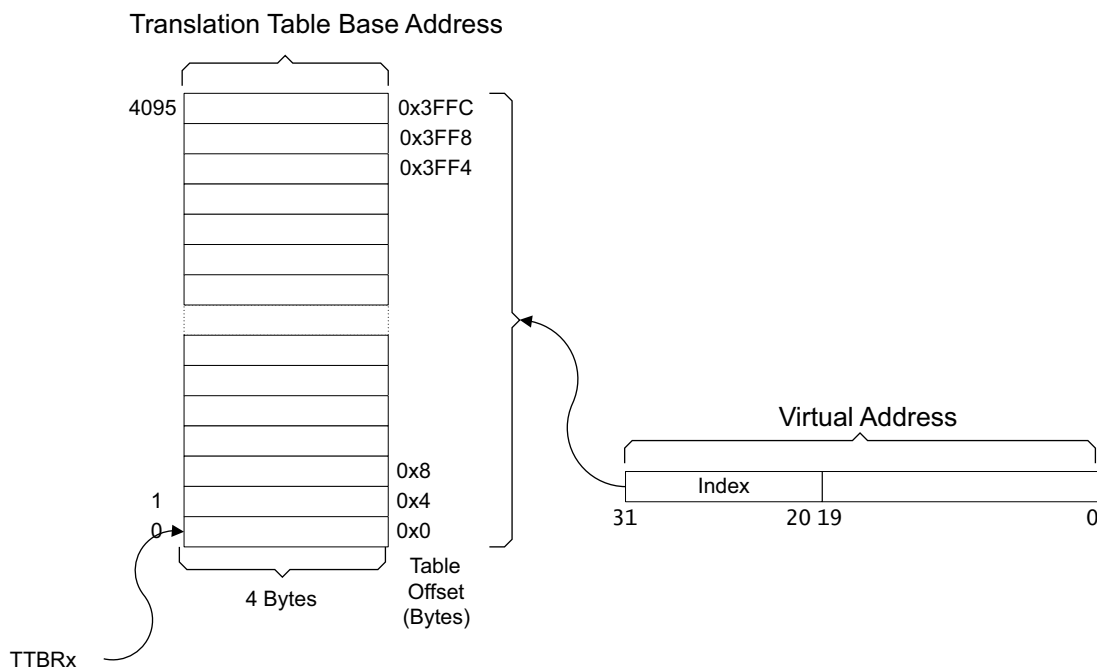 Translation Table Base Address
4095
0x3FFC
0x3FF8
0x3FF4
0x8
1
0x4
0
0x0
4 Bytes
Table
Offset
(Bytes)
TTBRx
Virtual Address
Index
31
20 19
0